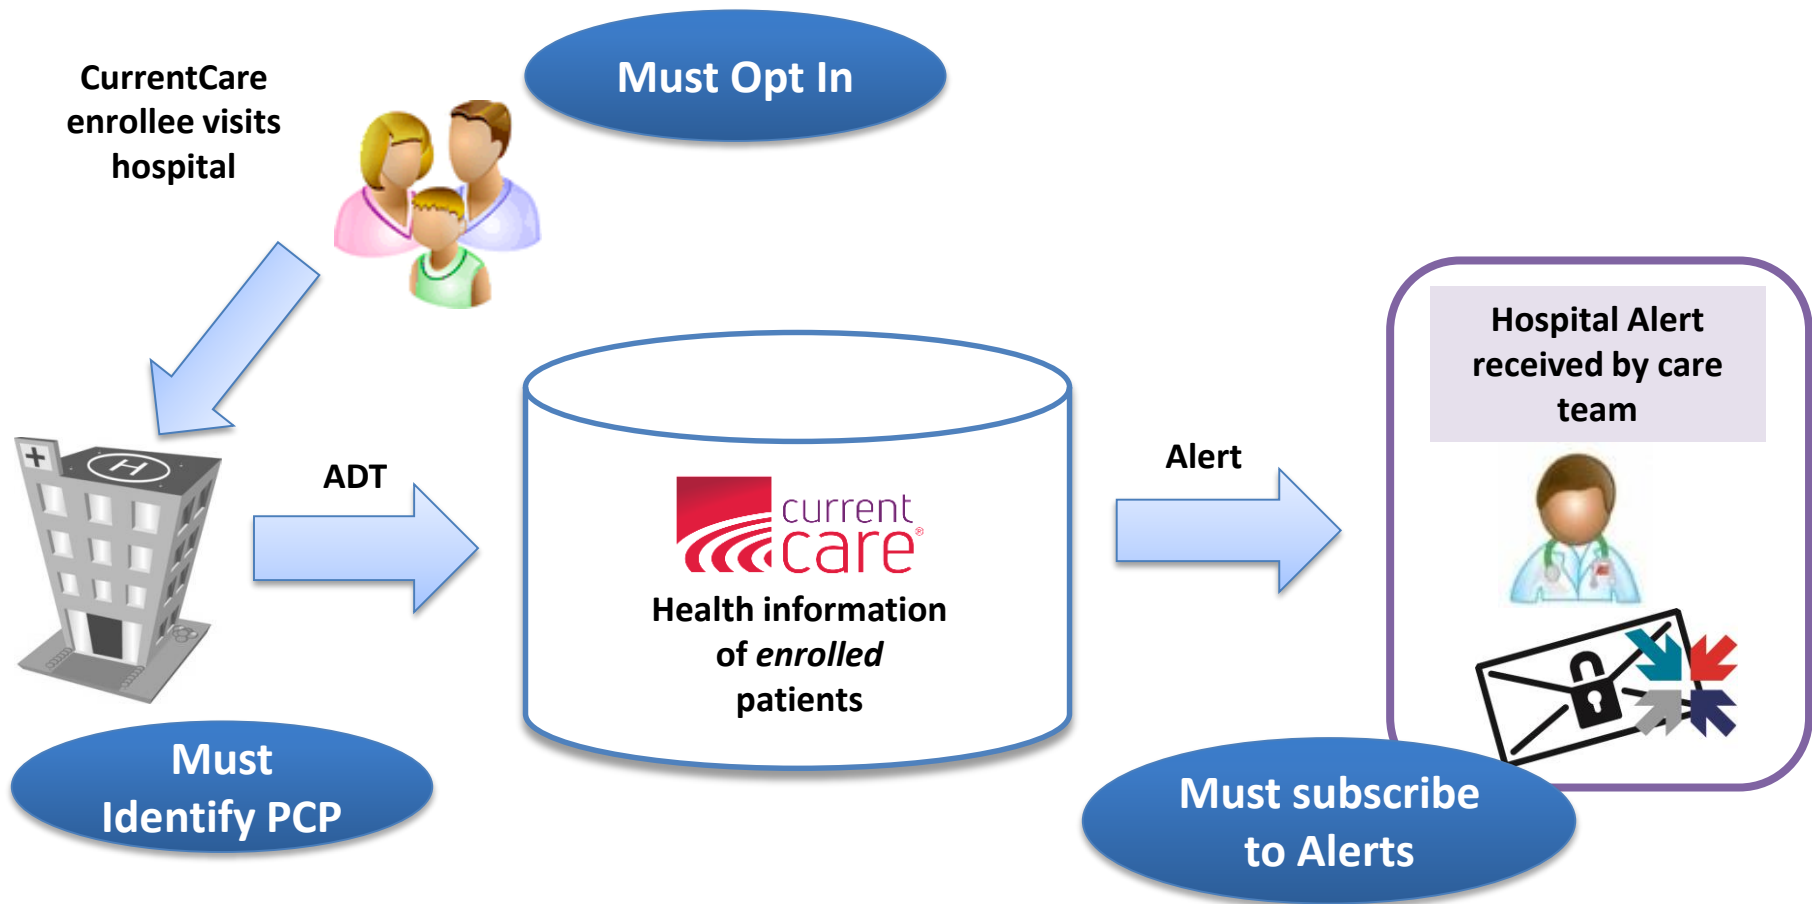 Must Opt In
CurrentCare
enrollee visits
hospital
H
ADT
current
care®
Health information
of enrolled
patients
Alert
Hospital Alert
received by care
team
Must
Identify PCP
Must subscribe
to Alerts